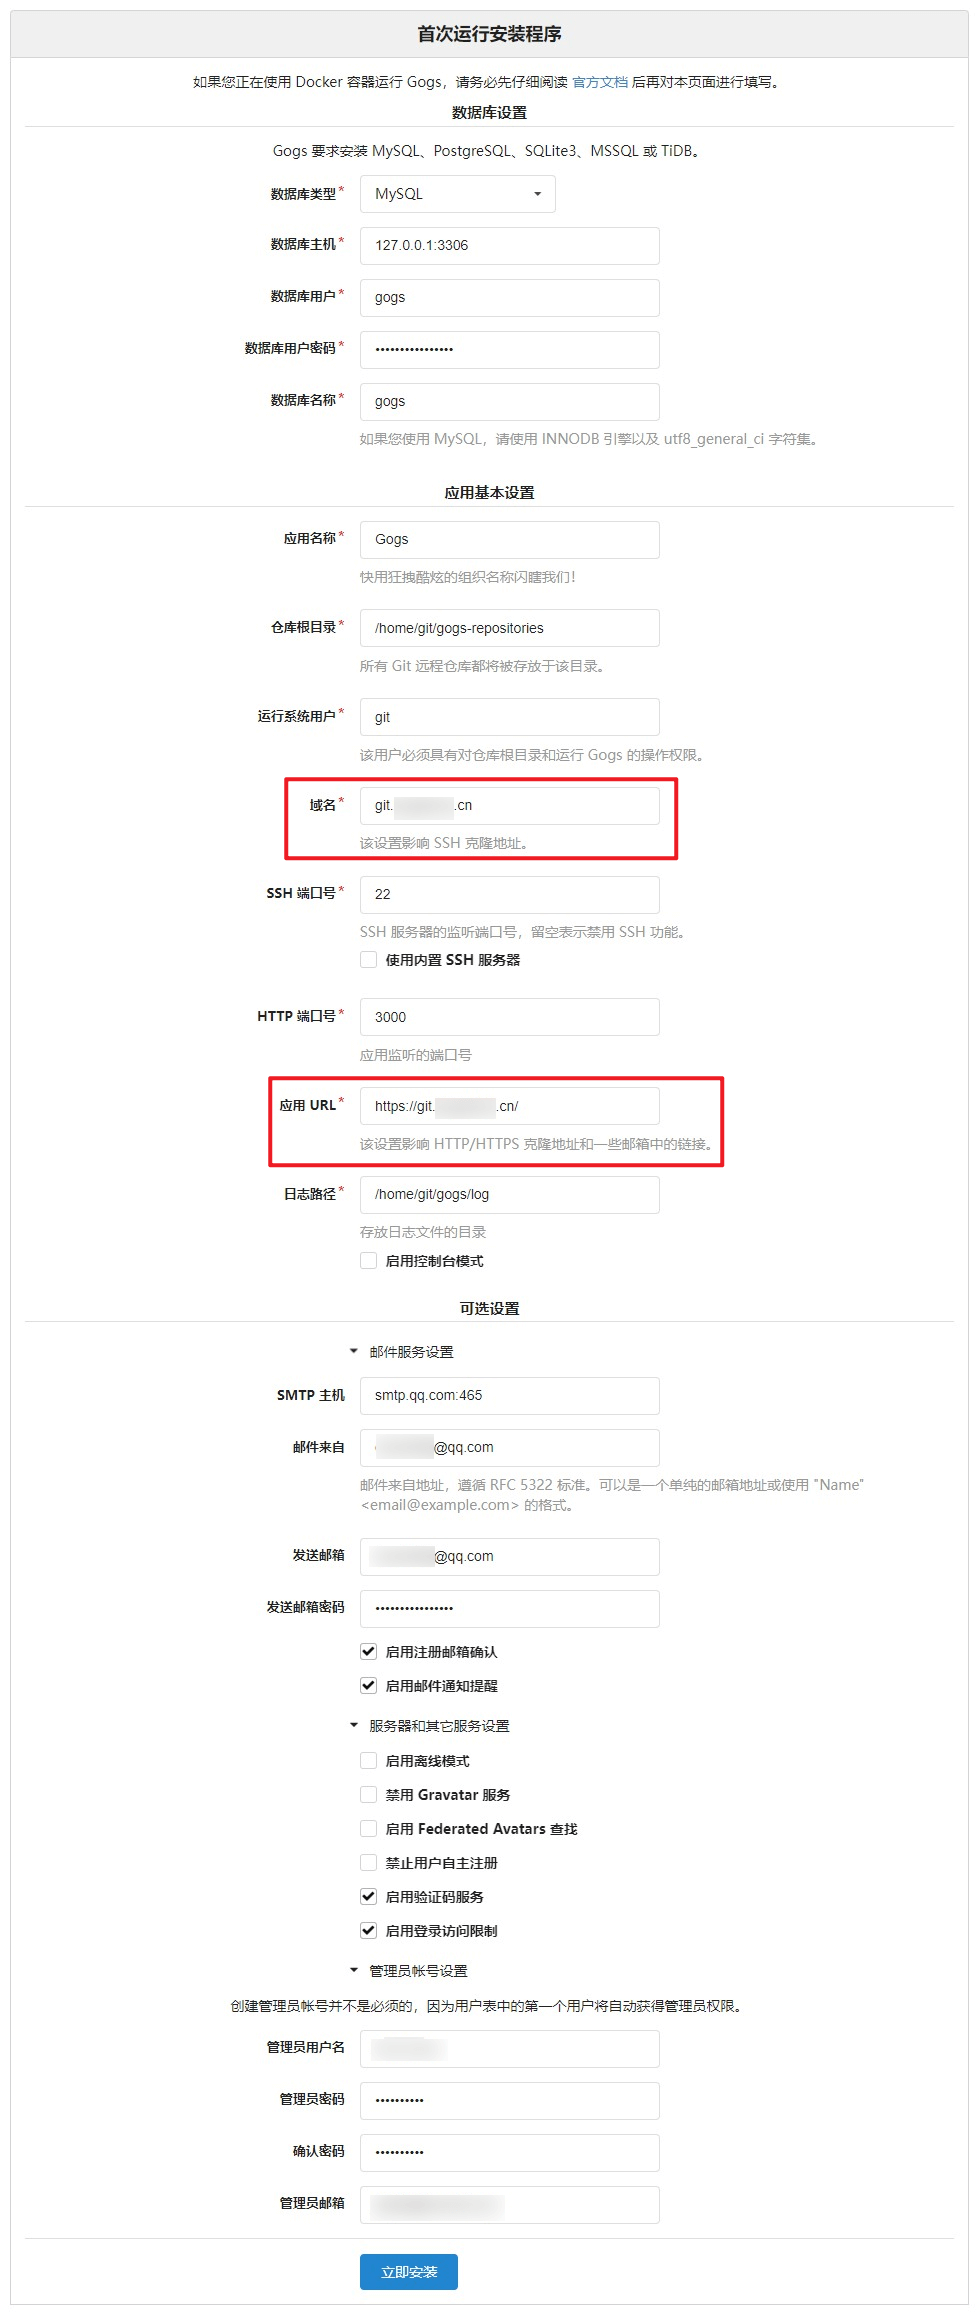 首次运行安装程序
如果您正在使用 Docker 容器运行 Gogs，请务必先仔细阅读 官方文档 后再对本页面进行填写。
数据库设置
Gogs 要求安装 MySQL、PostgreSQL、SQLite3、MSSQL 或 TiDB。
数据库类型* MySQL
数据库主机* 127.0.0.1:3306
数据库用户* gogs
数据库用户密码* ••••••••••••••••
数据库名称* gogs
如果您使用 MySQL，请使用 INNODB 引擎以及 utf8_general_ci 字符集。
应用基本设置
应用名称* Gogs
快用狂拽酷炫的组织名称闪瞎我们！
仓库根目录* /home/git/gogs-repositories
所有 Git 远程仓库都将被存放于该目录。
运行系统用户* git
该用户必须具有对仓库根目录和运行 Gogs 的操作权限。
域名* git. .cn
该设置影响 SSH 克隆地址。
SSH 端口号* 22
SSH 服务器的监听端口号，留空表示禁用 SSH 功能。
使用内置 SSH 服务器
HTTP 端口号* 3000
应用监听的端口号
应用 URL* https://git. .cn/
该设置影响 HTTP/HTTPS 克隆地址和一些邮箱中的链接。
日志路径* /home/git/gogs/log
存放日志文件的目录
启用控制台模式
可选设置
邮件服务设置
SMTP 主机 smtp.qq.com:465
邮件来自 @qq.com
邮件来自地址，遵循 RFC 5322 标准。可以是一个单纯的邮箱地址或使用 "Name"
<email@example.com> 的格式。
发送邮箱 @qq.com
发送邮箱密码 ••••••••••••••••
启用注册邮箱确认
启用邮件通知提醒
服务器和其它服务设置
启用离线模式
禁用 Gravatar 服务
启用 Federated Avatars 查找
禁止用户自主注册
启用验证码服务
启用登录访问限制
管理员帐号设置
创建管理员帐号并不是必须的，因为用户表中的第一个用户将自动获得管理员权限。
管理员用户名
管理员密码 ••••••••••
确认密码 ••••••••••
管理员邮箱
立即安装